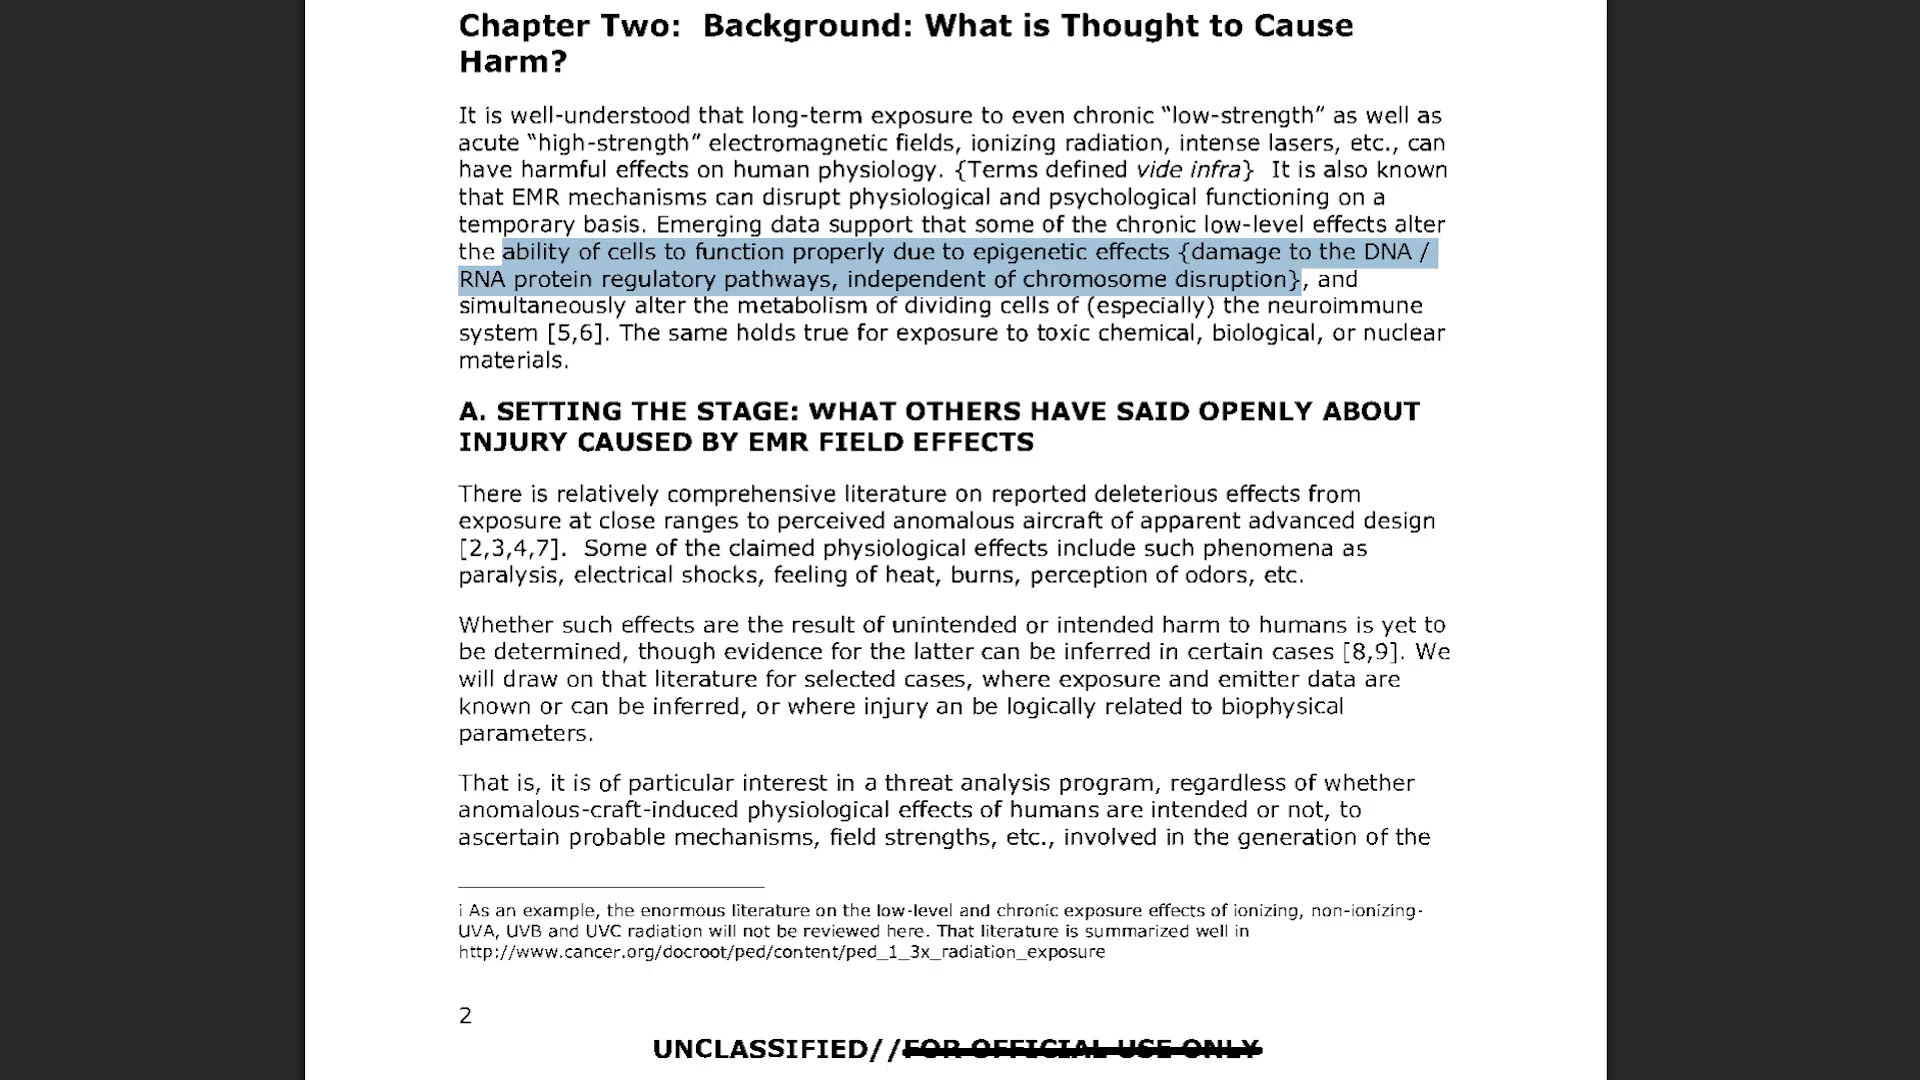 Chapter Two:  Background: What is Thought to Cause
Harm?
It is well-understood that long-term exposure to even chronic “low-strength” as well as
acute “high-strength” electromagnetic fields, ionizing radiation, intense lasers, etc., can
have harmful effects on human physiology. {Terms defined vide infra}  It is also known
that EMR mechanisms can disrupt physiological and psychological functioning on a
temporary basis. Emerging data support that some of the chronic low-level effects alter
the ability of cells to function properly due to epigenetic effects {damage to the DNA /
RNA protein regulatory pathways, independent of chromosome disruption}, and
simultaneously alter the metabolism of dividing cells of (especially) the neuroimmune
system [5,6]. The same holds true for exposure to toxic chemical, biological, or nuclear
materials.
A. SETTING THE STAGE: WHAT OTHERS HAVE SAID OPENLY ABOUT
INJURY CAUSED BY EMR FIELD EFFECTS
There is relatively comprehensive literature on reported deleterious effects from
exposure at close ranges to perceived anomalous aircraft of apparent advanced design
[2,3,4,7].  Some of the claimed physiological effects include such phenomena as
paralysis, electrical shocks, feeling of heat, burns, perception of odors, etc.
Whether such effects are the result of unintended or intended harm to humans is yet to
be determined, though evidence for the latter can be inferred in certain cases [8,9]. We
will draw on that literature for selected cases, where exposure and emitter data are
known or can be inferred, or where injury an be logically related to biophysical
parameters.
That is, it is of particular interest in a threat analysis program, regardless of whether
anomalous-craft-induced physiological effects of humans are intended or not, to
ascertain probable mechanisms, field strengths, etc., involved in the generation of the
i As an example, the enormous literature on the low-level and chronic exposure effects of ionizing, non-ionizing-
UVA, UVB and UVC radiation will not be reviewed here. That literature is summarized well in
http://www.cancer.org/docroot/ped/content/ped_1_3x_radiation_exposure
2
UNCLASSIFIED//FOR OFFICIAL USE ONLY